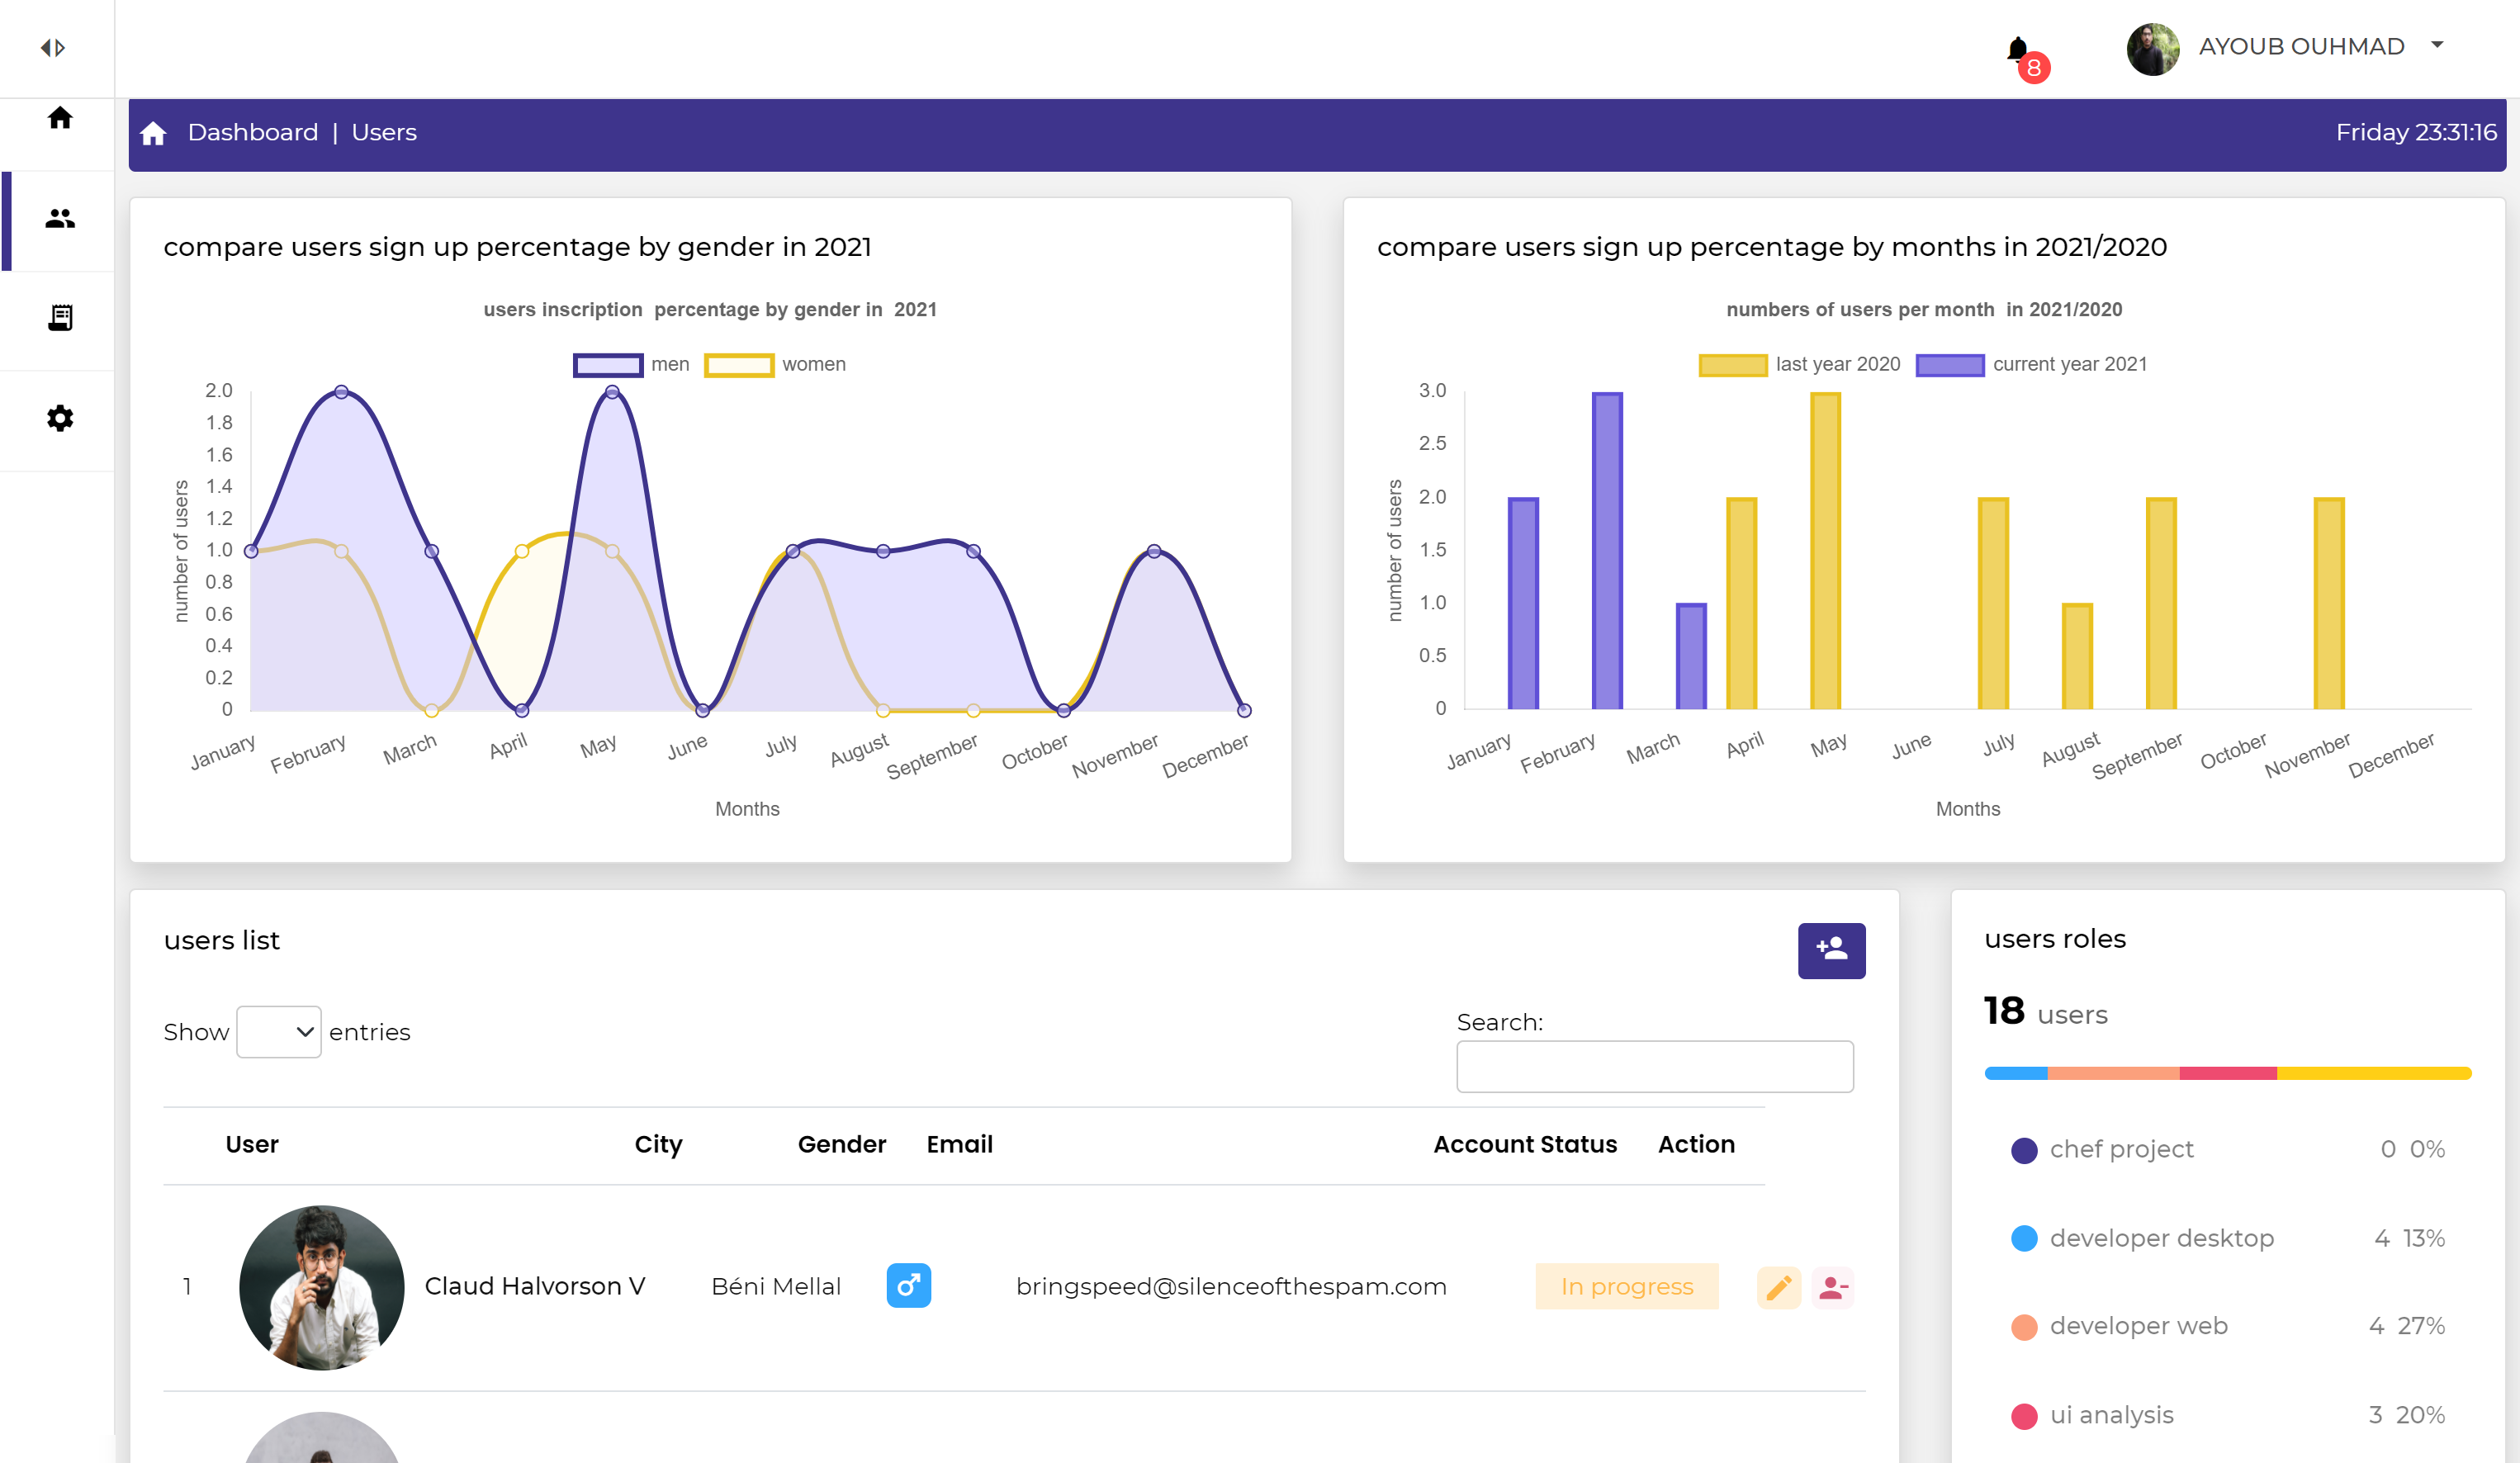 8
AYOUB OUHMAD
Dashboard | Users
Friday 23:31:16
compare users sign up percentage by gender in 2021
users inscription percentage by gender in 2021
men women
number of users
2.0
1.8
1.6
1.4
1.2
1.0
0.8
0.6
0.4
0.2
0
January February March April May June July August September October November December
Months
compare users sign up percentage by months in 2021/2020
numbers of users per month in 2021/2020
last year 2020 current year 2021
number of users
3.0
2.5
2.0
1.5
1.0
0.5
0
January February March April May June July August September October November December
Months
users list
Show entries
Search:
User City Gender Email Account Status Action
1 Claud Halvorson V Béni Mellal bringspeed@silenceofthespam.com In progress
users roles
18 users
chef project 0 0%
developer desktop 4 13%
developer web 4 27%
ui analysis 3 20%